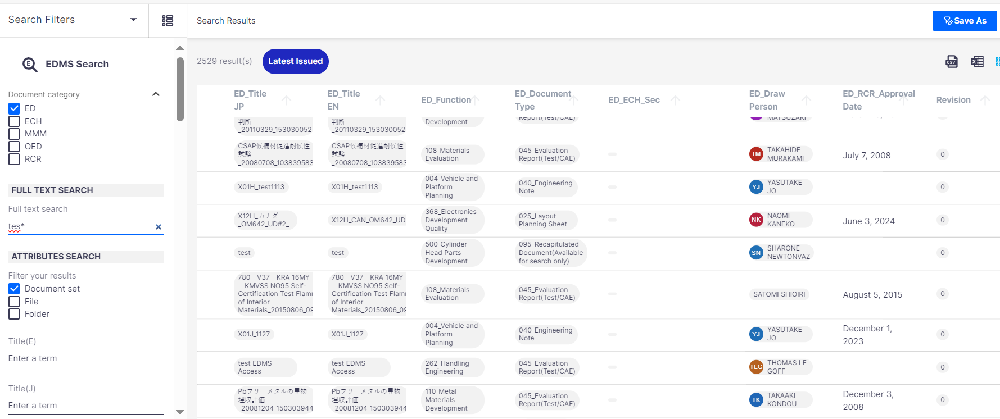 Search Filters
Search Results
Save As
EDMS Search
Document category
ED
ECH
MMM
OED
RCR
FULL TEXT SEARCH
Full text search
tes*
ATTRIBUTES SEARCH
Filter your results
Document set
File
Folder
Title(E)
Enter a term
Title(J)
Enter a term
2529 result(s)
Latest Issued
CSV
ED_Title JP
ED_Title EN
ED_Function
ED_Document Type
ED_ECH_Sec
ED_Draw Person
ED_RCR_Approval Date
Revision
判断
_20110329_153030052
判断
_20110329_153030052
Development
Report(Test/CAE)
MATSUZAKI
CSAP候補材促進耐候性
試験
_20080708_103839583
CSAP候補材促進耐候性
試験
_20080708_103839583
108_Materials
Evaluation
045_Evaluation
Report(Test/CAE)
TM
TAKAHIDE
MURAKAMI
July 7, 2008
0
X01H_test1113
X01H_test1113
004_Vehicle and
Platform
Planning
040_Engineering
Note
YJ
YASUTAKE
JO
0
X12H_カナダ
_OM642_UD#2_
X12H_CAN_OM642_UD
368_Electronics
Development
Quality
025_Layout
Planning Sheet
NK
NAOMI
KANEKO
June 3, 2024
0
test
test
500_Cylinder
Head Parts
Development
095_Recapitulated
Document(Available
for search only)
SN
SHARONE
NEWTONVAZ
0
780 V37 KRA 16MY
KMVSS NO95 Self-
Certification Test Flamm
of Interior
Materials_20150806_09
780 V37 KRA 16MY
KMVSS NO95 Self-
Certification Test Flamm
of Interior
Materials_20150806_09
108_Materials
Evaluation
045_Evaluation
Report(Test/CAE)
SATOMI SHIOIRI
August 5, 2015
0
X01J_1127
X01J_1127
004_Vehicle and
Platform
Planning
040_Engineering
Note
YJ
YASUTAKE
JO
December 1,
2023
0
test EDMS
Access
test EDMS
Access
262_Handling
Engineering
045_Evaluation
Report(Test/CAE)
TLG
THOMAS LE
GOFF
0
Pbフリーメタルの異物
埋収評価
_20081204_150303944
Pbフリーメタルの異物
埋収評価
_20081204_150303944
110_Metal
Materials
Development
045_Evaluation
Report(Test/CAE)
TK
TAKAAKI
KONDOU
December 3,
2008
0